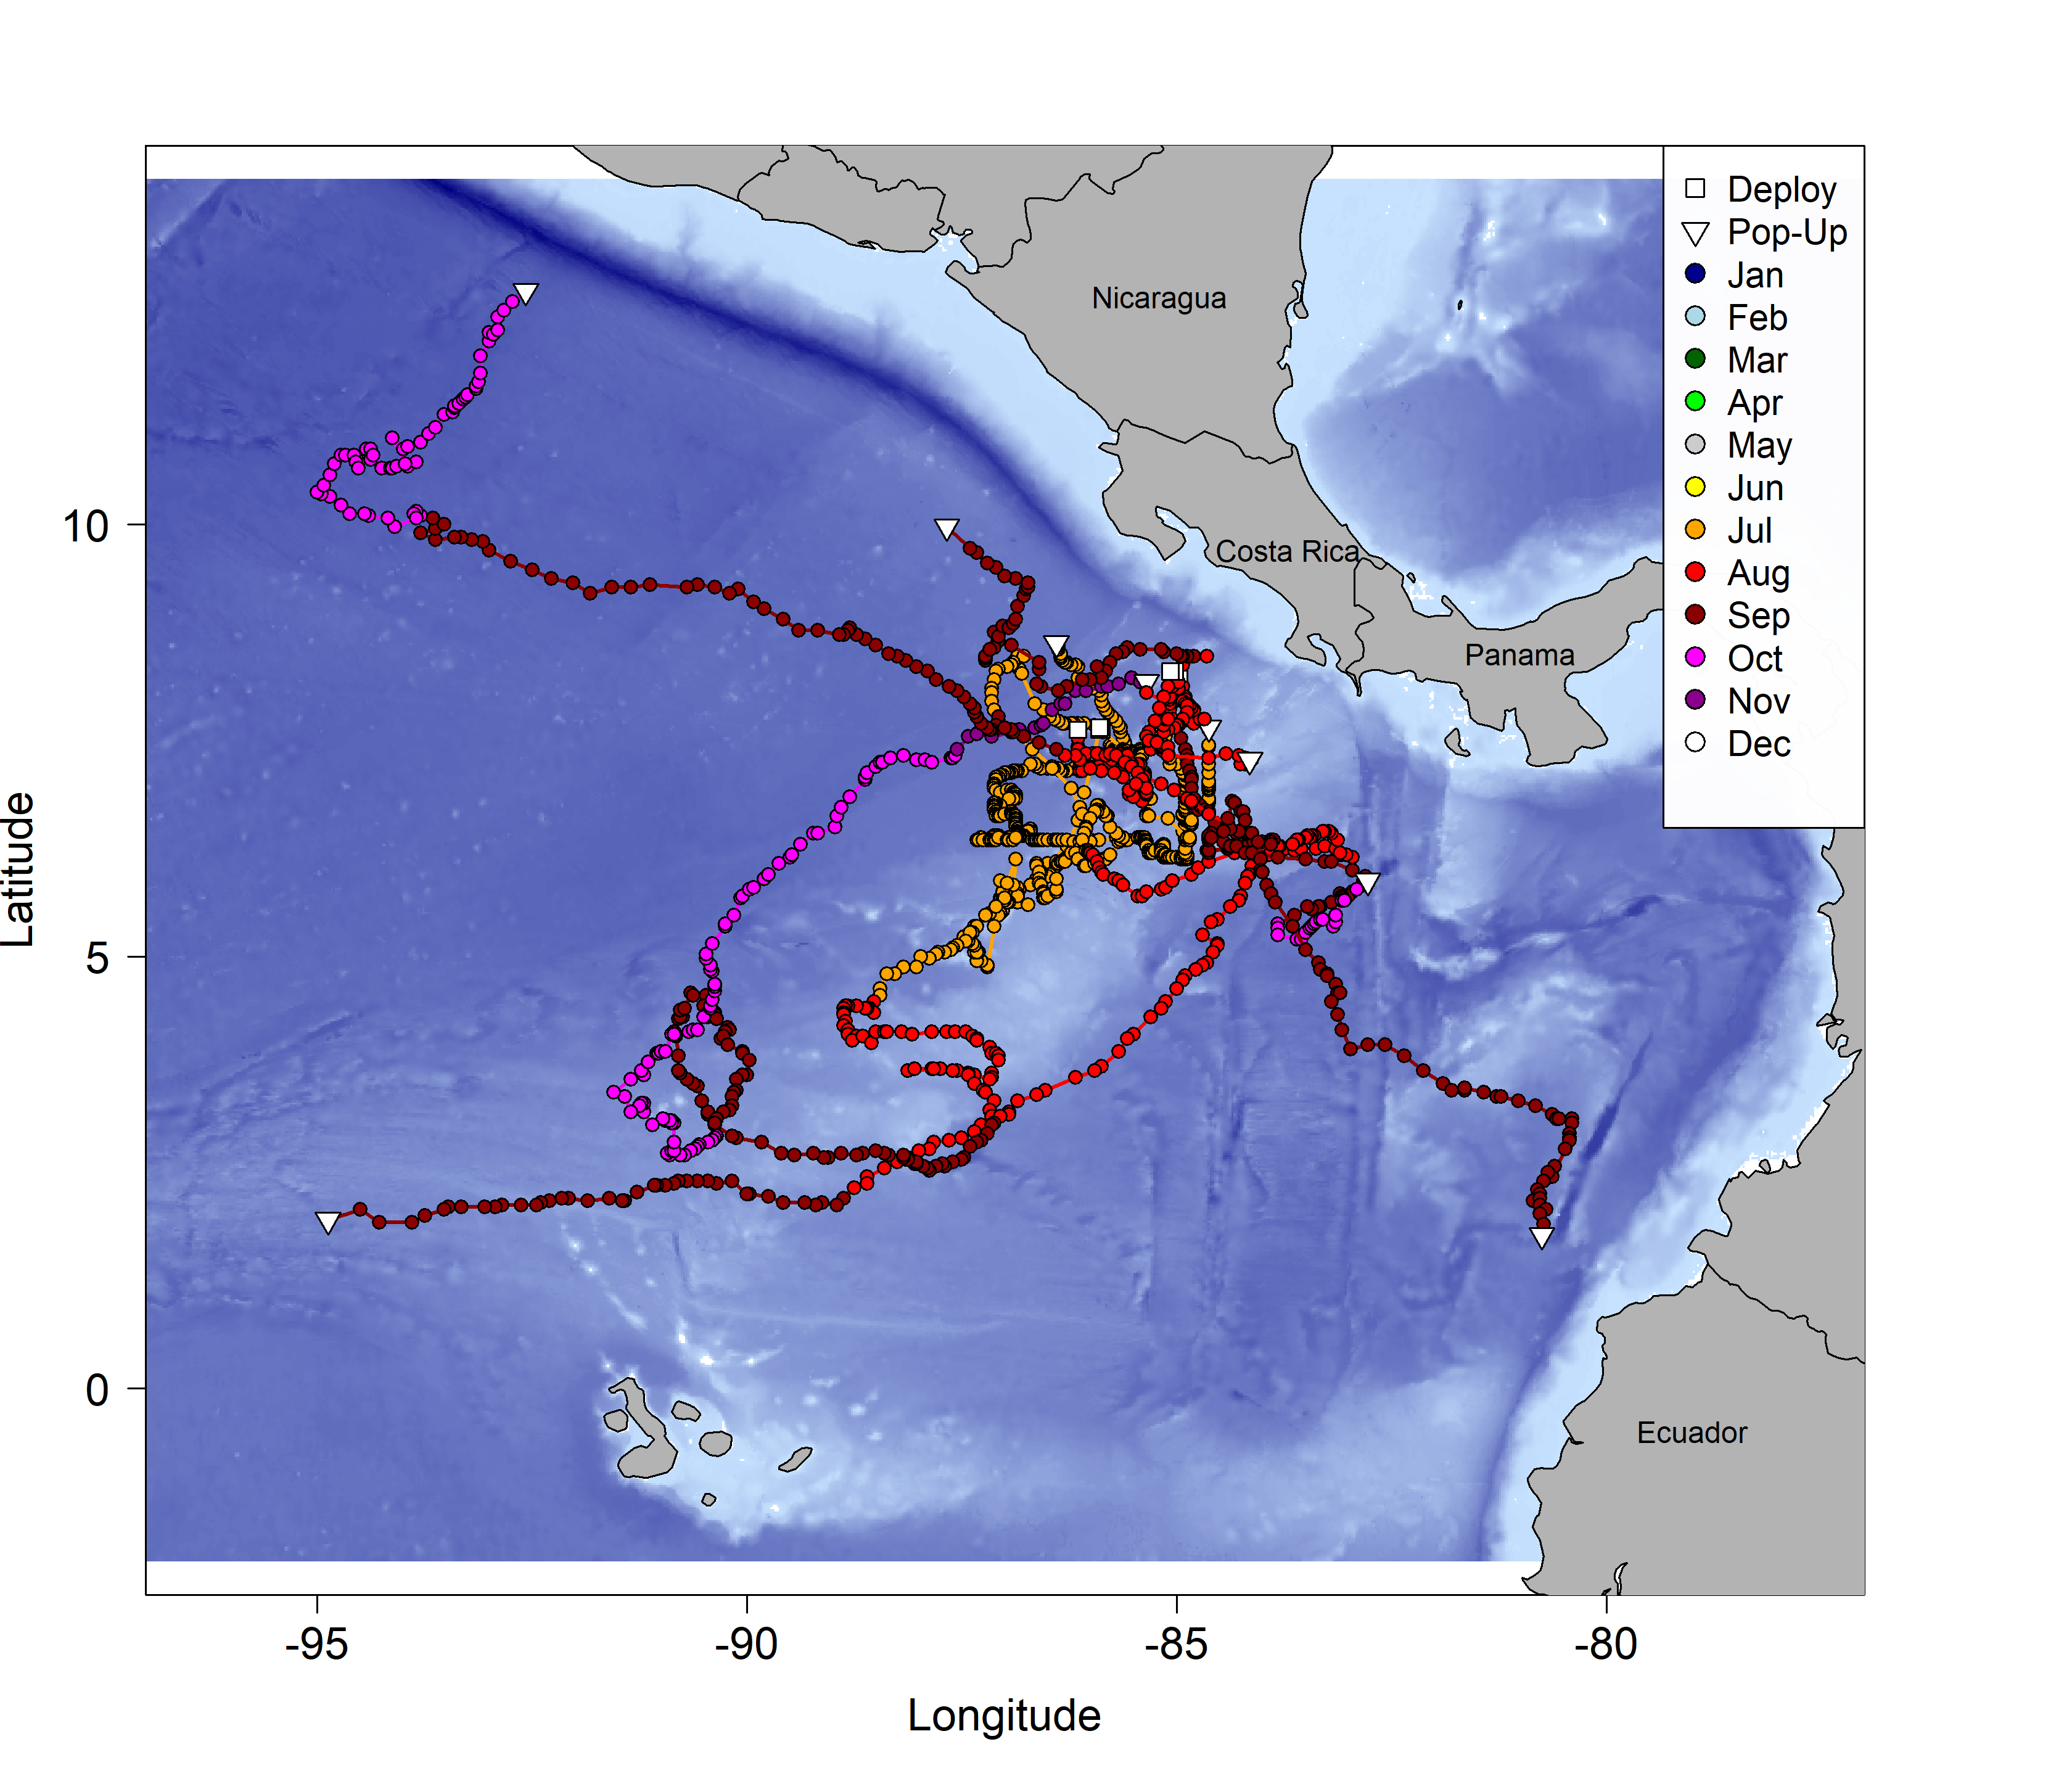 Deploy
Pop-Up
Jan
Feb
Mar
Apr
May
Jun
Jul
Aug
Sep
Oct
Nov
Dec
Nicaragua
Costa Rica
Panama
Ecuador
10
5
0
Latitude
-95
-90
-85
-80
Longitude